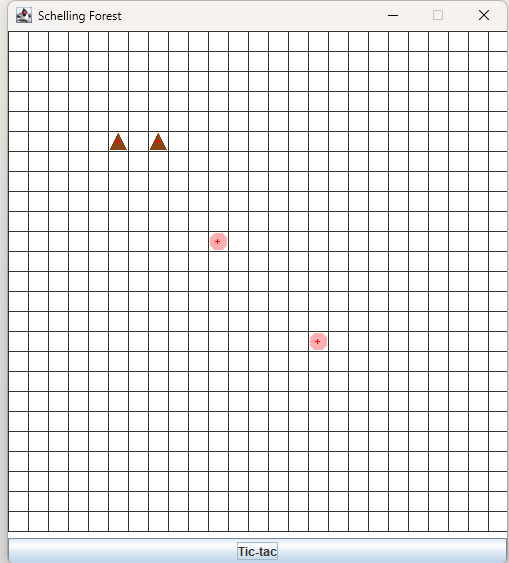 Schelling Forest
+
+
Tic-tac